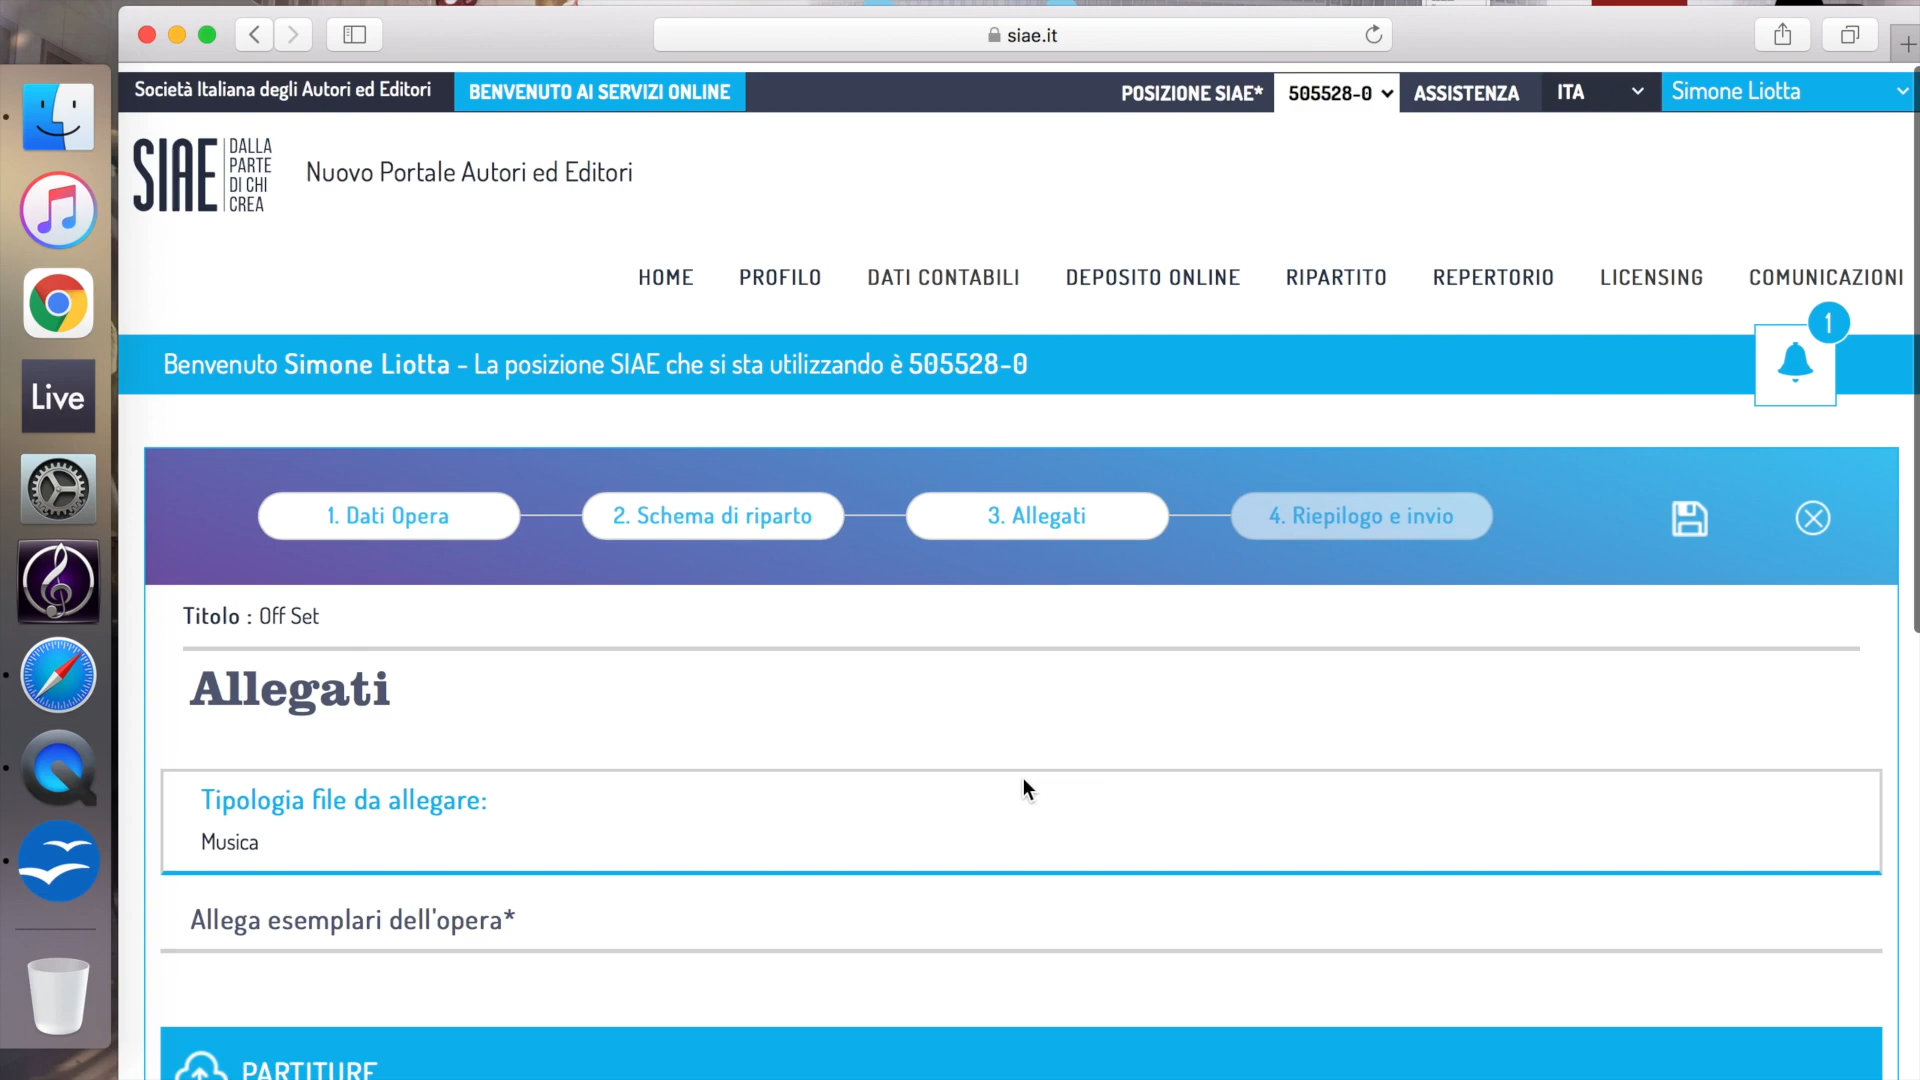 siae.it
Società Italiana degli Autori ed Editori
BENVENUTO AI SERVIZI ONLINE
POSIZIONE SIAE*
505528-0
ASSISTENZA
ITA
Simone Liotta
SIAE
DALLA
PARTE
DI CHI
CREA
Nuovo Portale Autori ed Editori
HOME
PROFILO
DATI CONTABILI
DEPOSITO ONLINE
RIPARTITO
REPERTORIO
LICENSING
COMUNICAZIONI
1
Benvenuto Simone Liotta - La posizione SIAE che si sta utilizzando è 505528-0
Live
1. Dati Opera
2. Schema di riparto
3. Allegati
4. Riepilogo e invio
Titolo : Off Set
Allegati
Tipologia file da allegare:
Musica
Allega esemplari dell'opera*
PARTITURE